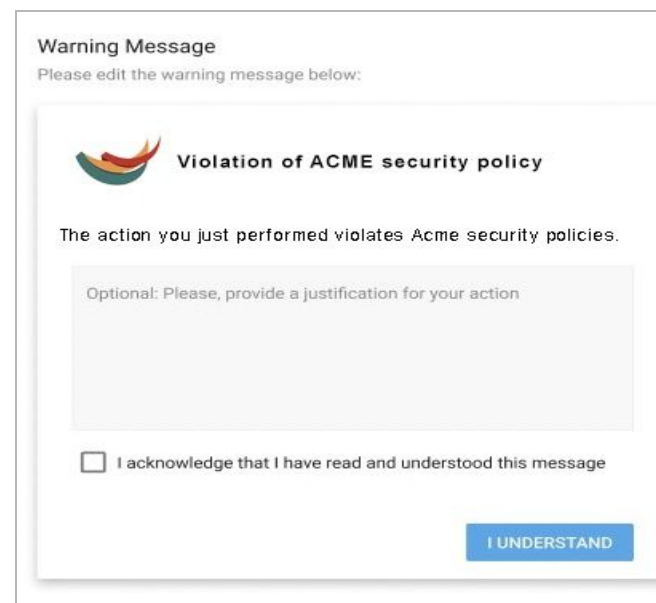 Warning Message
Please edit the warning message below:
Violation of ACME security policy
The action you just performed violates Acme security policies.
Optional: Please, provide a justification for your action
I acknowledge that I have read and understood this message
I UNDERSTAND